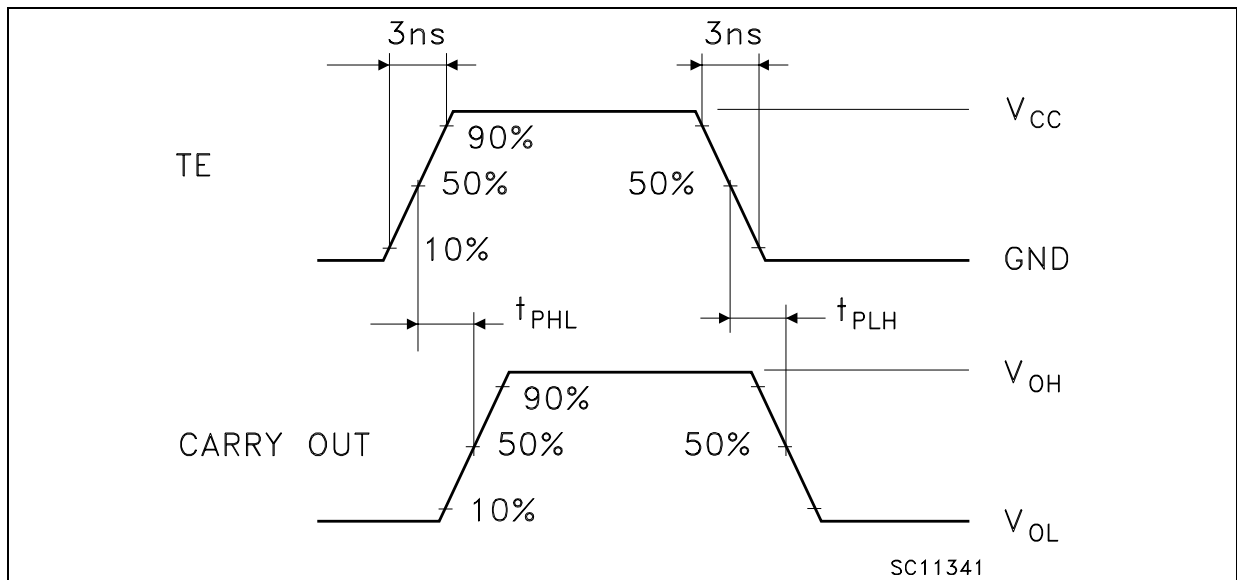 3ns 3ns
V_CC
90%
TE
50% 50%
10%
GND
t_PHL t_PLH
V_OH
90%
CARRY OUT 50% 50%
10%
V_OL
SC11341